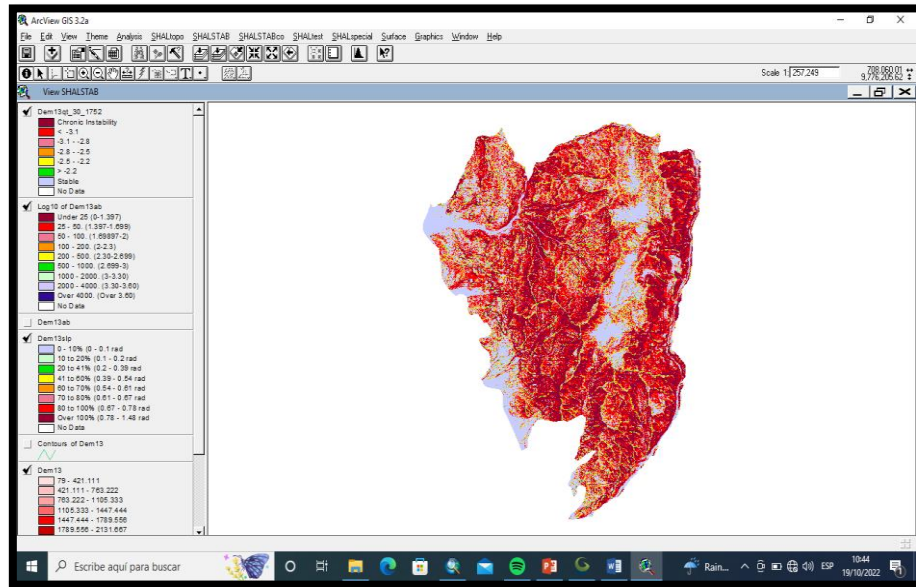 ArcView GIS 3.2a
File Edit View Theme Analysis SHALtopo SHALSTAB SHALSTABco SHALtest SHALspecial Surface Graphics Window Help
Scale 1: 257,249
708,060.01
9,776,205.62
View SHALSTAB
Dem13qt_30_1752
Chronic Instability
< -3.1
-3.1 - -2.8
-2.8 - -2.5
-2.5 - -2.2
> -2.2
Stable
No Data
Log10 of Dem13ab
Under 25 (0-1.397)
25 - 50. (1.397-1.699)
50 - 100. (1.69897-2)
100 - 200. (2-2.3)
200 - 500. (2.30-2.699)
500 - 1000. (2.699-3)
1000 - 2000. (3-3.30)
2000 - 4000. (3.30-3.60)
Over 4000. (Over 3.60)
No Data
Dem13ab
Dem13slp
0 - 10% (0 - 0.1 rad
10 to 20% (0.1 - 0.2 rad
20 to 41% (0.2 - 0.39 rad
41 to 60% (0.39 - 0.54 rad
60 to 70% (0.54 - 0.61 rad
70 to 80% (0.61 - 0.67 rad
80 to 100% (0.67 - 0.78 rad
Over 100% (0.78 - 1.48 rad
No Data
Contours of Dem13
Dem13
79 - 421.111
421.111 - 763.222
763.222 - 1105.333
1105.333 - 1447.444
1447.444 - 1789.556
1789.556 - 2131.667
Escribe aquí para buscar
Rain...
ESP
10:44
19/10/2022